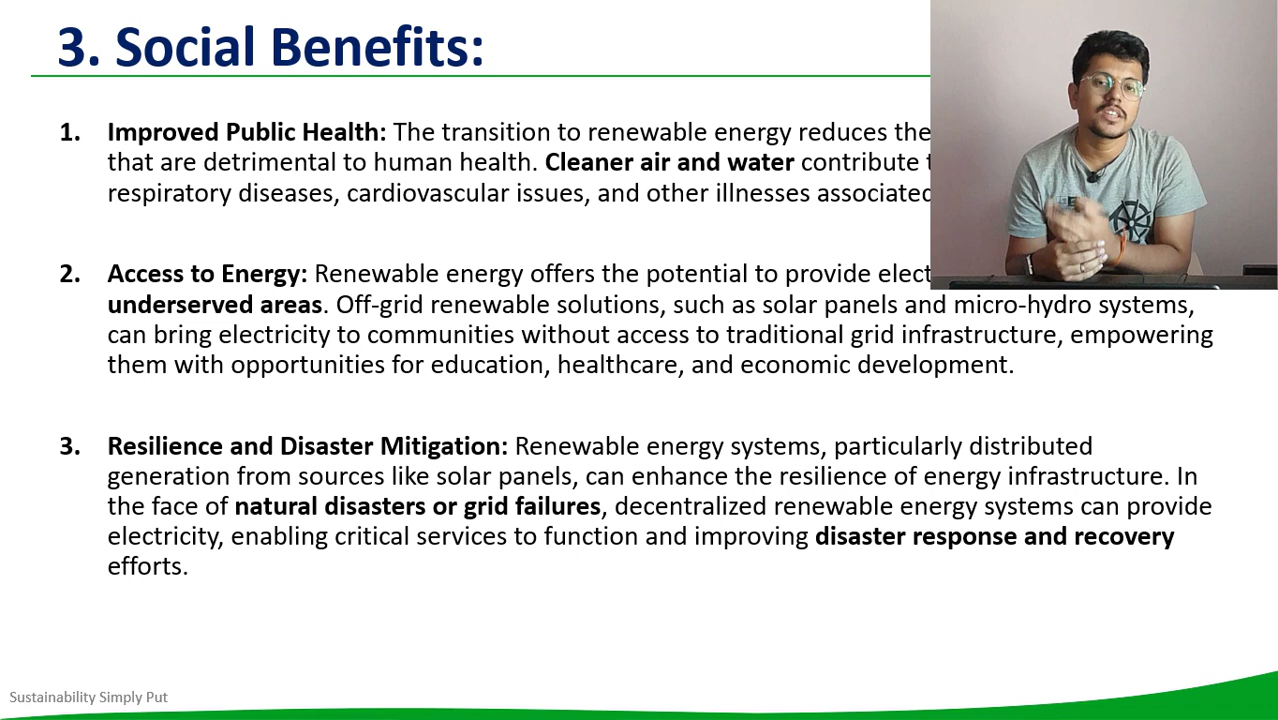 3. Social Benefits:
1. Improved Public Health: The transition to renewable energy reduces the
that are detrimental to human health. Cleaner air and water contribute
respiratory diseases, cardiovascular issues, and other illnesses associated
2. Access to Energy: Renewable energy offers the potential to provide
underserved areas. Off-grid renewable solutions, such as solar panels and micro-hydro systems,
can bring electricity to communities without access to traditional grid infrastructure, empowering
them with opportunities for education, healthcare, and economic development.
3. Resilience and Disaster Mitigation: Renewable energy systems, particularly distributed
generation from sources like solar panels, can enhance the resilience of energy infrastructure. In
the face of natural disasters or grid failures, decentralized renewable energy systems can provide
electricity, enabling critical services to function and improving disaster response and recovery
efforts.
Sustainability Simply Put